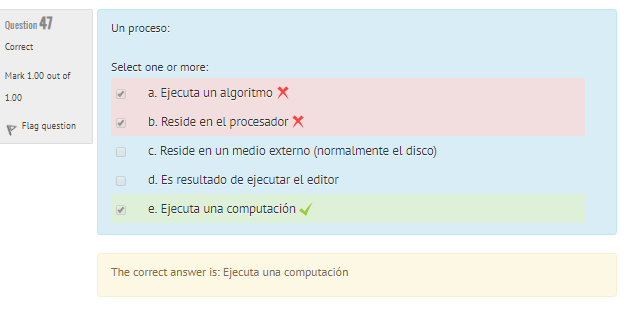 Question 47
Correct
Mark 1.00 out of
1.00
Flag question
Un proceso:
Select one or more:
a. Ejecuta un algoritmo
b. Reside en el procesador
c. Reside en un medio externo (normalmente el disco)
d. Es resultado de ejecutar el editor
e. Ejecuta una computación
The correct answer is: Ejecuta una computación